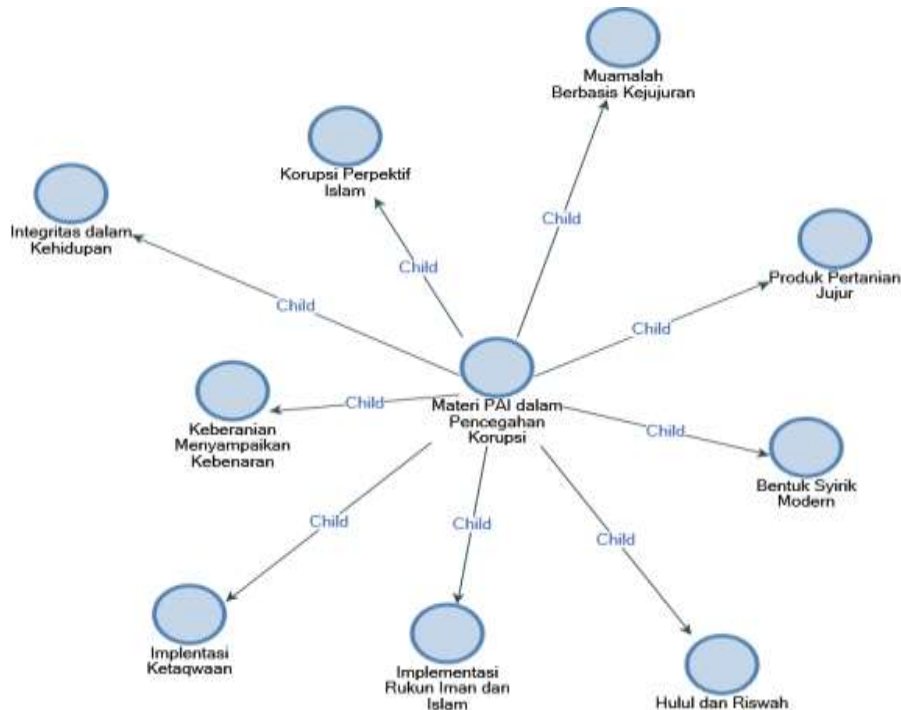 Muamalah
Berbasis Kejujuran
Korupsi Perpektif
Islam
Child
Integritas dalam
Kehidupan
Child
Produk Pertanian
Jujur
Child
Child
Child
Keberanian
Menyampaikan
Kebenaran
Child
Materi PAI dalam
Pencegahan
Korupsi
Child
Bentuk Syirik
Modern
Child
Child
Child
Implentasi
Ketaqwaan
Implementasi
Rukun Iman dan
Islam
Hulul dan Riswah